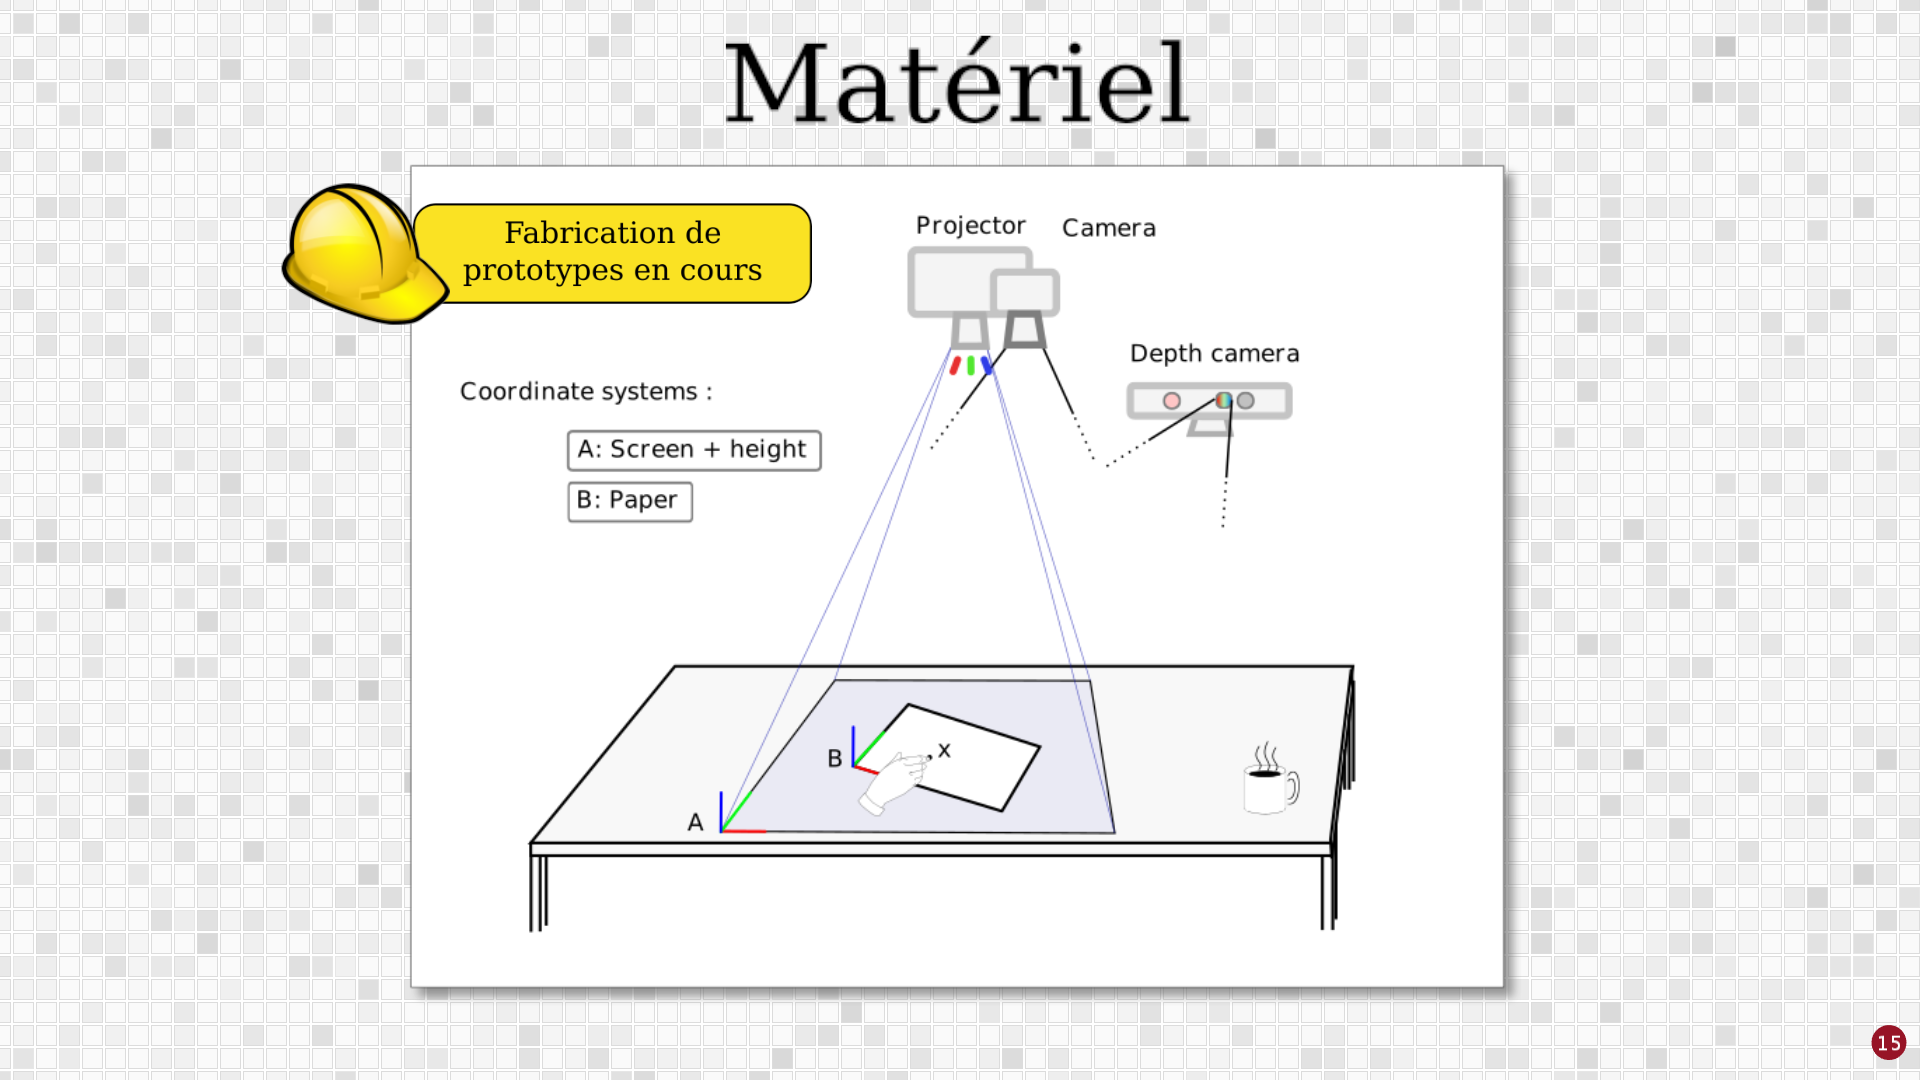 Matériel
Fabrication de
prototypes en cours
Projector
Camera
Depth camera
Coordinate systems :
A: Screen + height
B: Paper
B
x
A
15